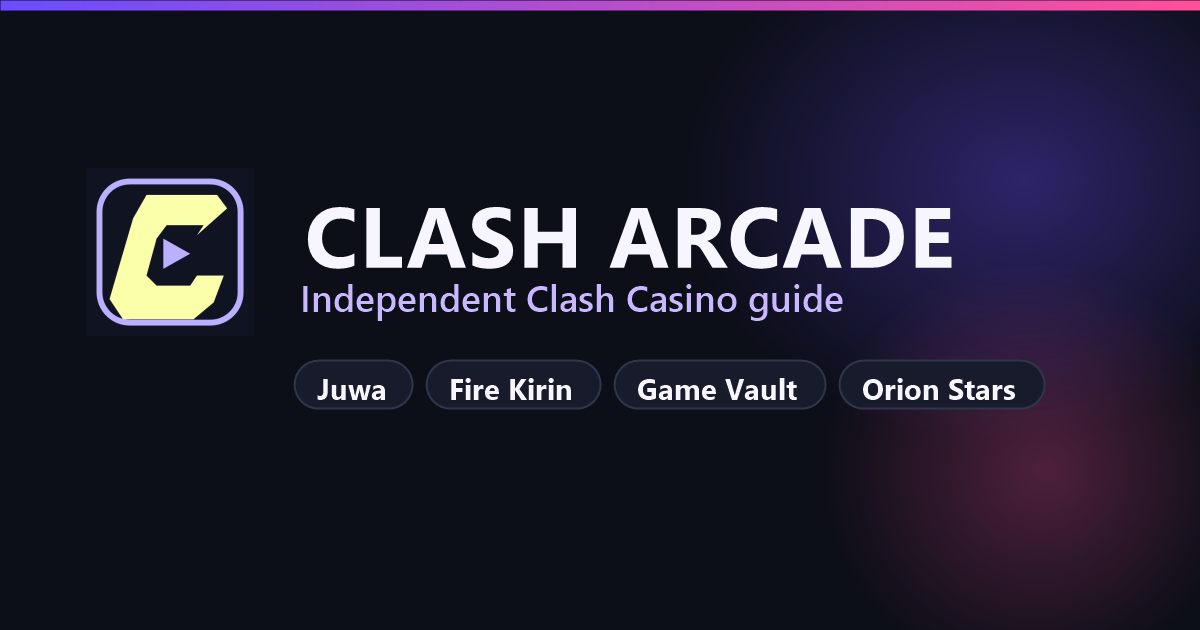 CLASH ARCADE
Independent Clash Casino guide
Juwa Fire Kirin Game Vault Orion Stars